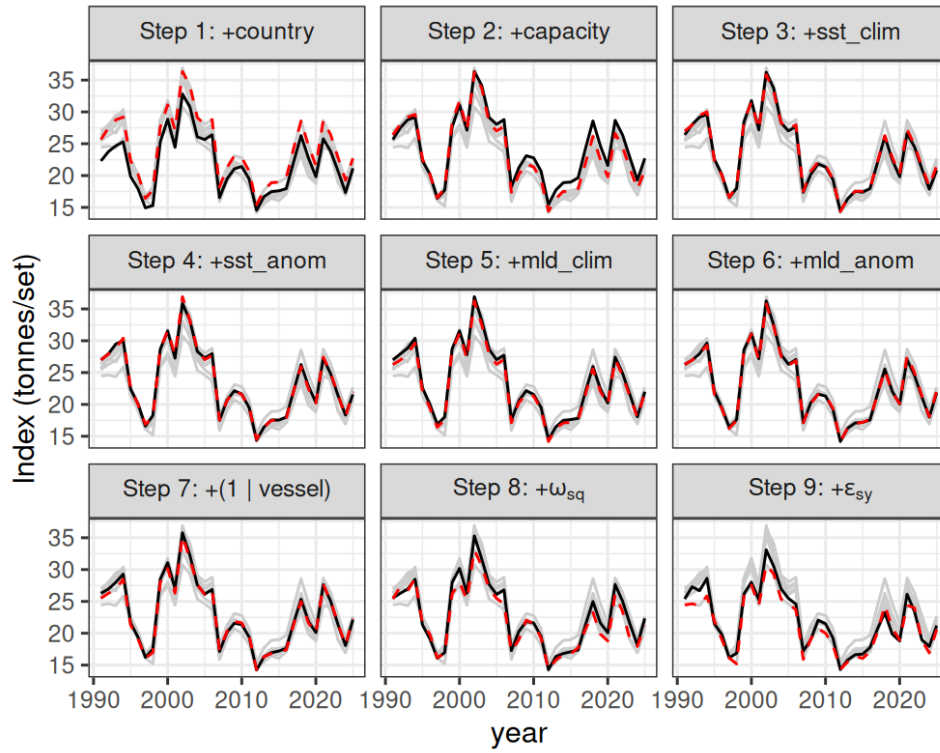 Step 1: +country
Step 2: +capacity
Step 3: +sst_clim
35
30
25
20
15
Step 4: +sst_anom
Step 5: +mld_clim
Step 6: +mld_anom
35
30
25
20
15
Step 7: +(1 | vessel)
Step 8: +ωsq
Step 9: +εsy
35
30
25
20
15
1990 2000 2010 2020 1990 2000 2010 2020 1990 2000 2010 2020
year
Index (tonnes/set)